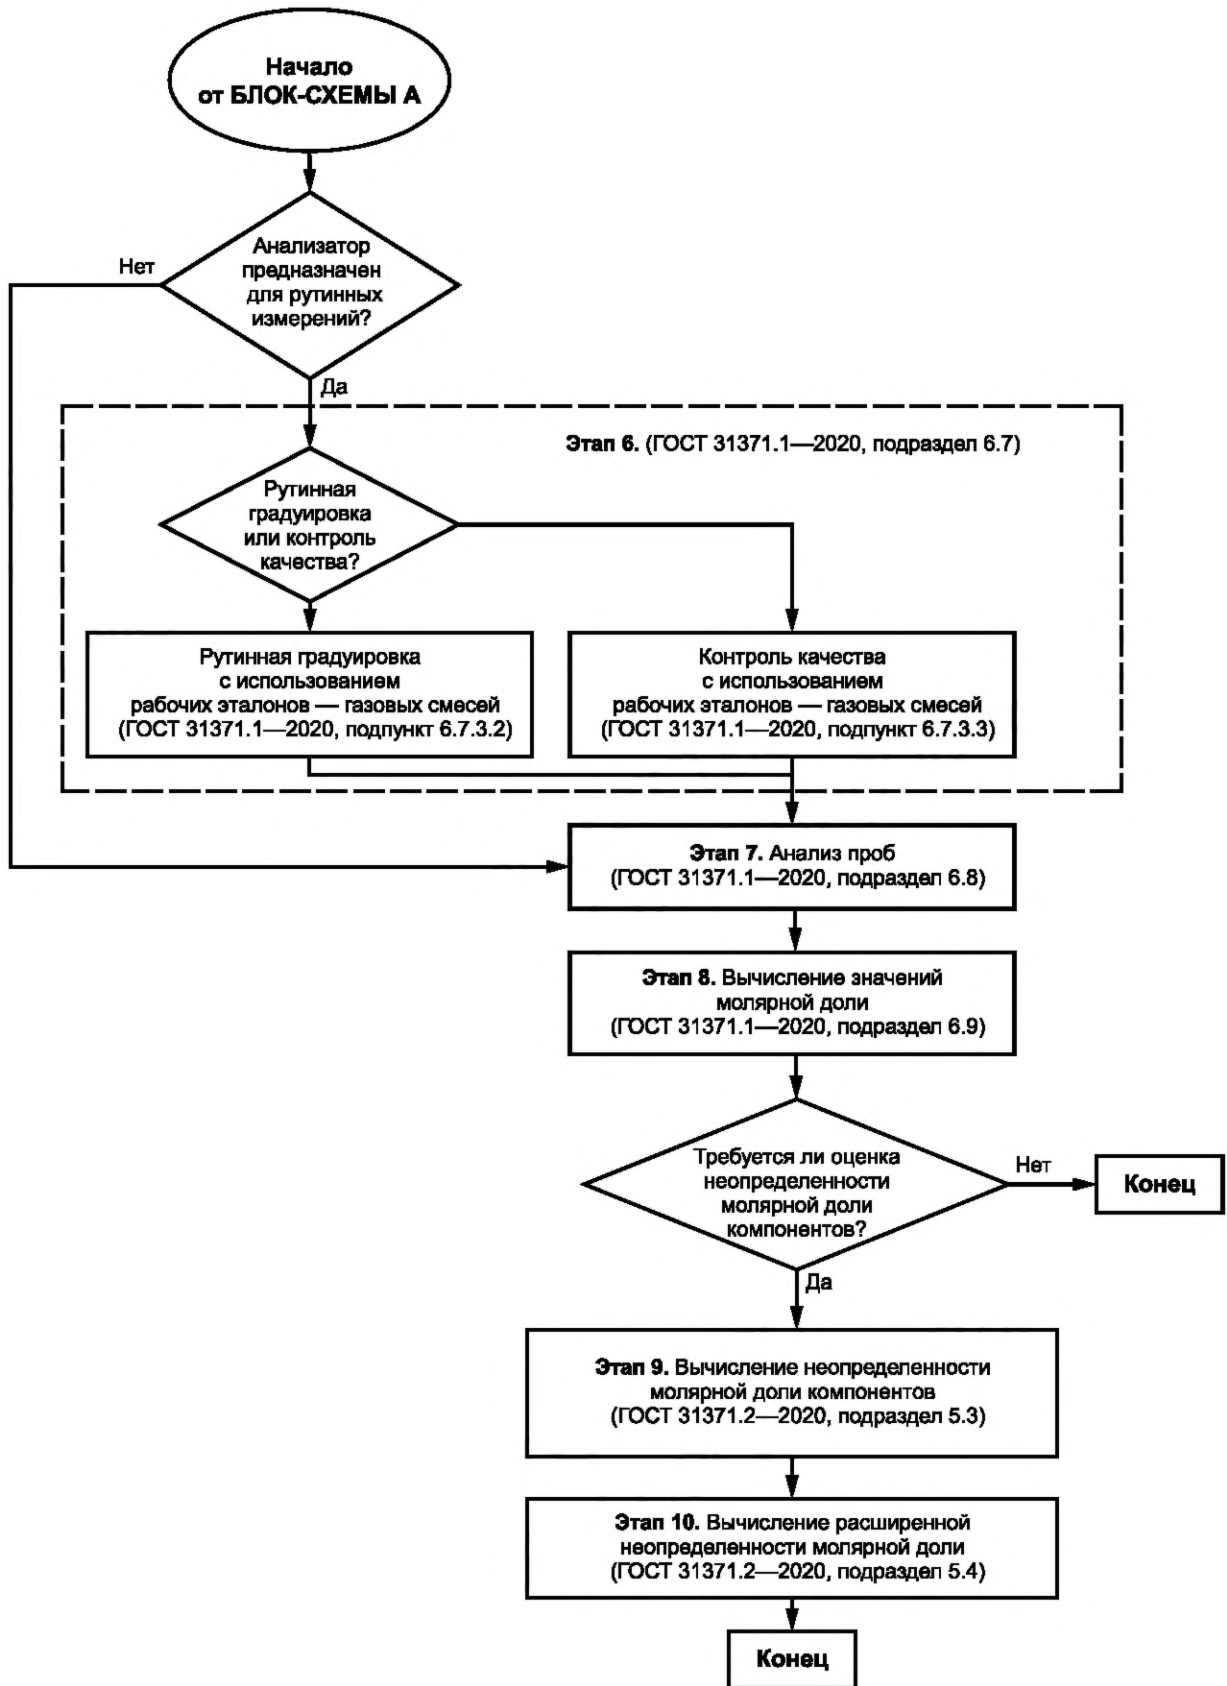 Начало
от БЛОК-СХЕМЫ А
Анализатор
предназначен
для рутинных
измерений?
Нет
Да
Этап 6. (ГОСТ 31371.1—2020, подраздел 6.7)
Рутинная
градуировка
или контроль
качества?
Рутинная градуировка
с использованием
рабочих эталонов — газовых смесей
(ГОСТ 31371.1—2020, подпункт 6.7.3.2)
Контроль качества
с использованием
рабочих эталонов — газовых смесей
(ГОСТ 31371.1—2020, подпункт 6.7.3.3)
Этап 7. Анализ проб
(ГОСТ 31371.1—2020, подраздел 6.8)
Этап 8. Вычисление значений
молярной доли
(ГОСТ 31371.1—2020, подраздел 6.9)
Требуется ли оценка
неопределенности
молярной доли
компонентов?
Нет
Конец
Да
Этап 9. Вычисление неопределенности
молярной доли компонентов
(ГОСТ 31371.2—2020, подраздел 5.3)
Этап 10. Вычисление расширенной
неопределенности молярной доли
(ГОСТ 31371.2—2020, подраздел 5.4)
Конец